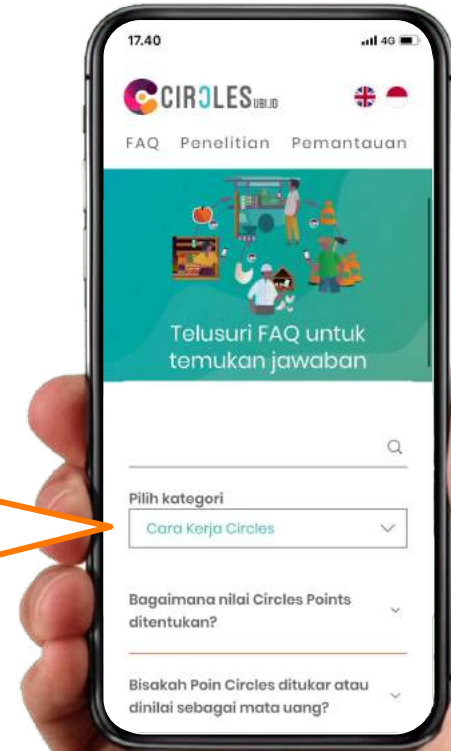 17.40
4G
CIRCLES UBI.ID
FAQ Penelitian Pemantauan
Telusuri FAQ untuk
temukan jawaban
Pilih kategori
Cara Kerja Circles
Bagaimana nilai Circles Points
ditentukan?
Bisakah Poin Circles ditukar atau
dinilai sebagai mata uang?